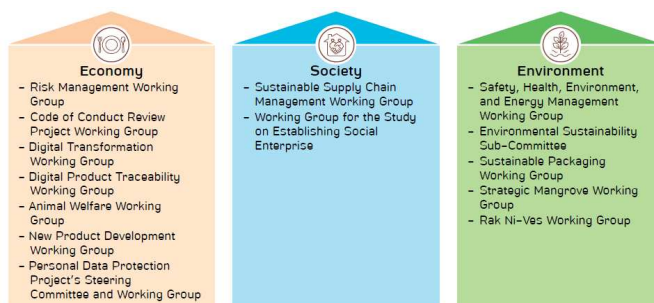 Economy
– Risk Management Working
Group
– Code of Conduct Review
Project Working Group
– Digital Transformation
Working Group
– Digital Product Traceability
Working Group
– Animal Welfare Working
Group
– New Product Development
Working Group
– Personal Data Protection
Project's Steering
Committee and Working Group
Society
– Sustainable Supply Chain
Management Working Group
– Working Group for the Study
on Establishing Social
Enterprise
Environment
– Safety, Health, Environment,
and Energy Management
Working Group
– Environmental Sustainability
Sub-Committee
– Sustainable Packaging
Working Group
– Strategic Mangrove Working
Group
– Rak Ni-Ves Working Group